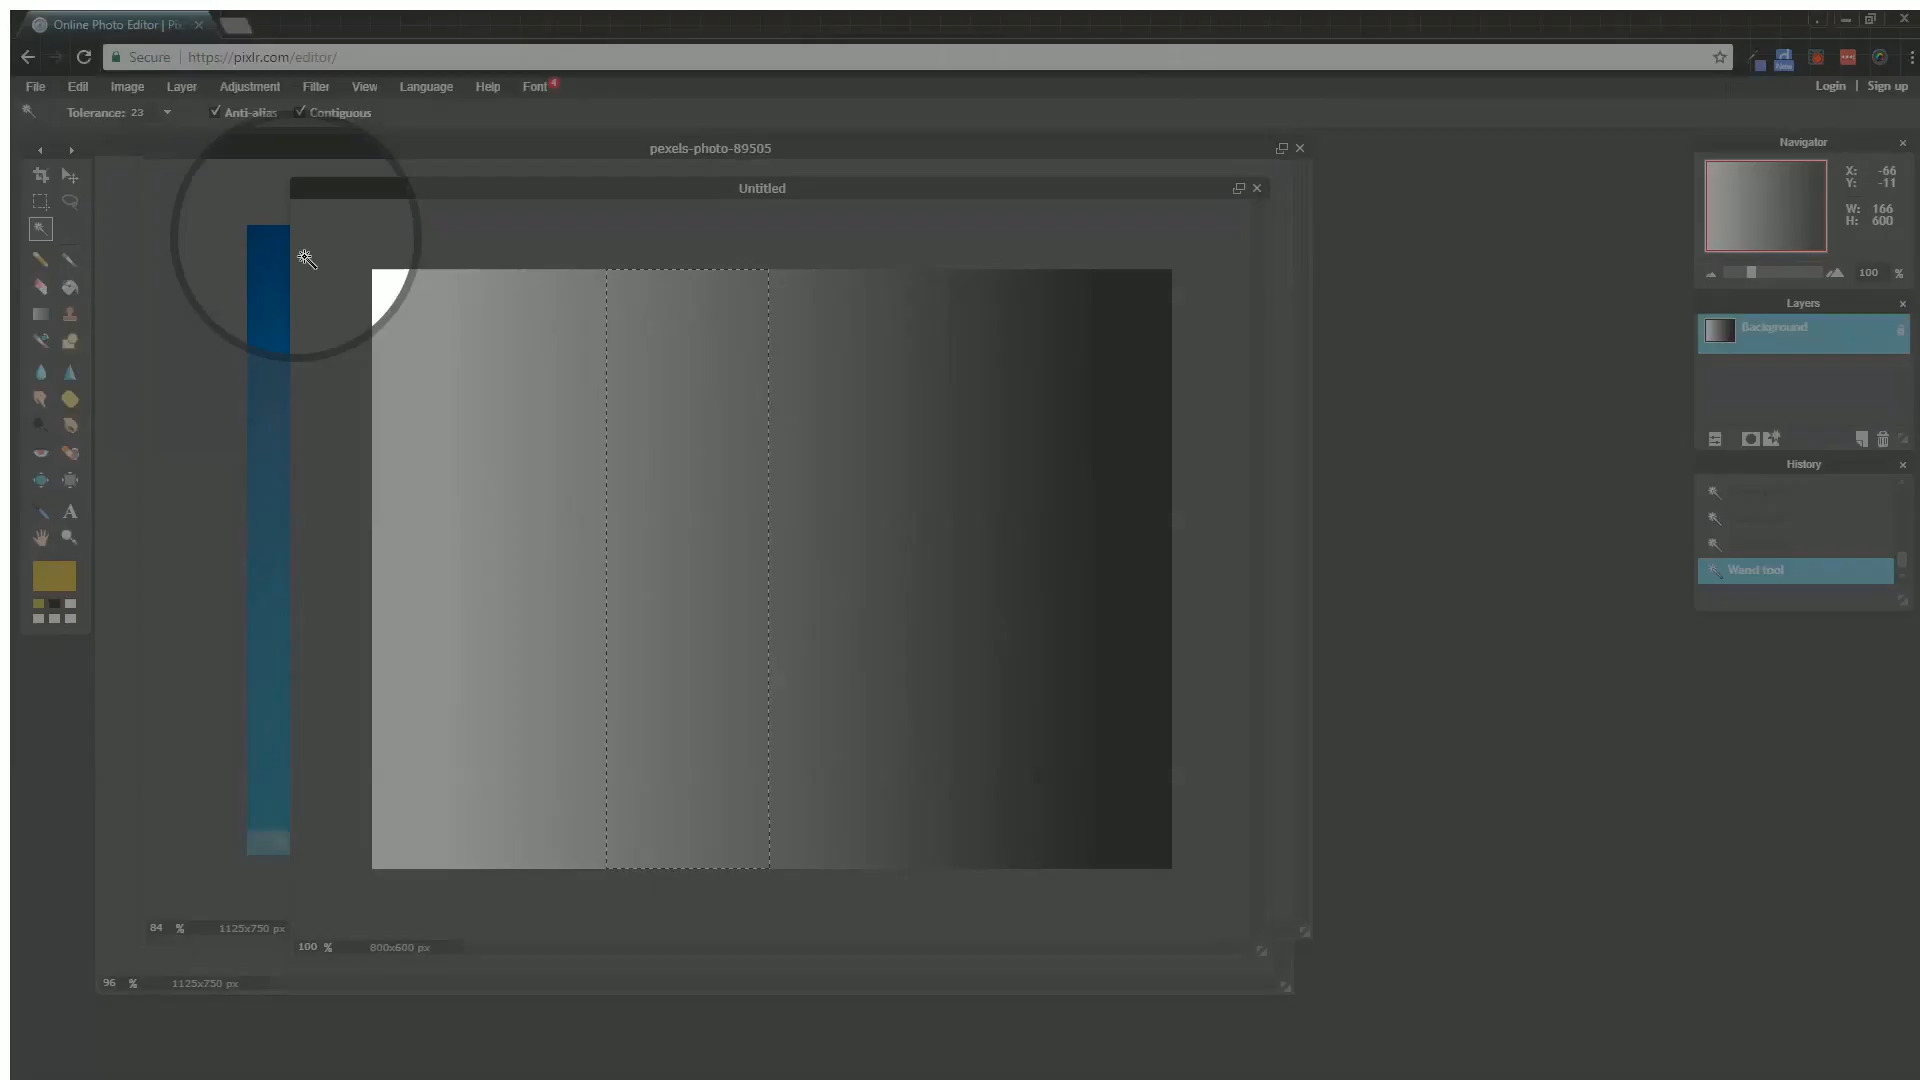 Online Photo Editor | Pix
Secure https://pixlr.com/editor/
File Edit Image Layer Adjustment Filter View Language Help Font 4
Login | Sign up
Tolerance: 23 Anti-alias Contiguous
pexels-photo-89505
Navigator
X: -66
Y: -11
W: 166
H: 600
100 %
Untitled
Layers
Background
History
Wand tool
84 % 1125x750 px
100 % 800x600 px
96 % 1125x750 px